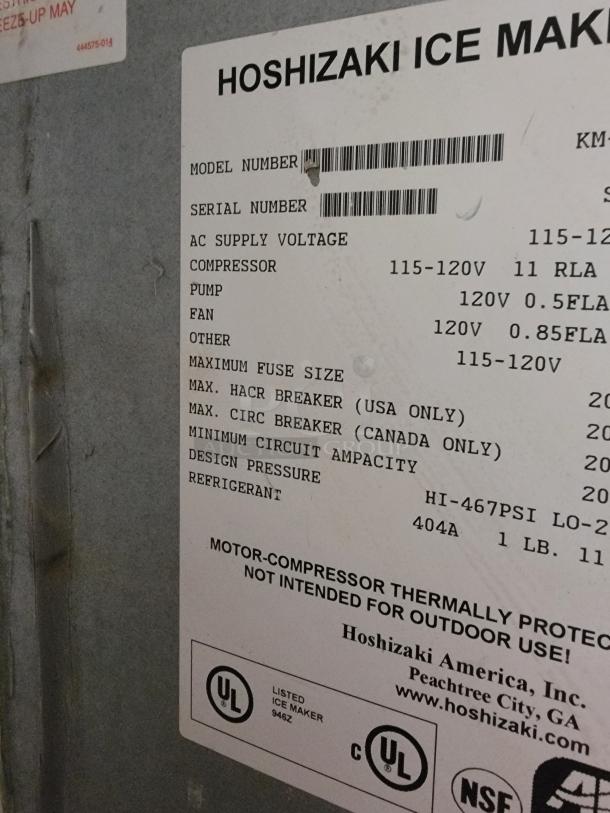 EEZE-UP MAY
444575-01
HOSHIZAKI ICE MAK
MODEL NUMBER KM-
SERIAL NUMBER S
AC SUPPLY VOLTAGE 115-12
COMPRESSOR 115-120V 11 RLA
PUMP 120V 0.5FLA
FAN 120V 0.85FLA
OTHER 115-120V
MAXIMUM FUSE SIZE 20
MAX. HACR BREAKER (USA ONLY) 20
MAX. CIRC BREAKER (CANADA ONLY) 20
MINIMUM CIRCUIT AMPACITY 20
DESIGN PRESSURE HI-467PSI LO-2
REFRIGERANT 404A 1 LB. 11
MOTOR-COMPRESSOR THERMALLY PROTEC
NOT INTENDED FOR OUTDOOR USE!
Hoshizaki America, Inc.
Peachtree City, GA
www.hoshizaki.com
UL
LISTED
ICE MAKER
946Z
C UL
NSF